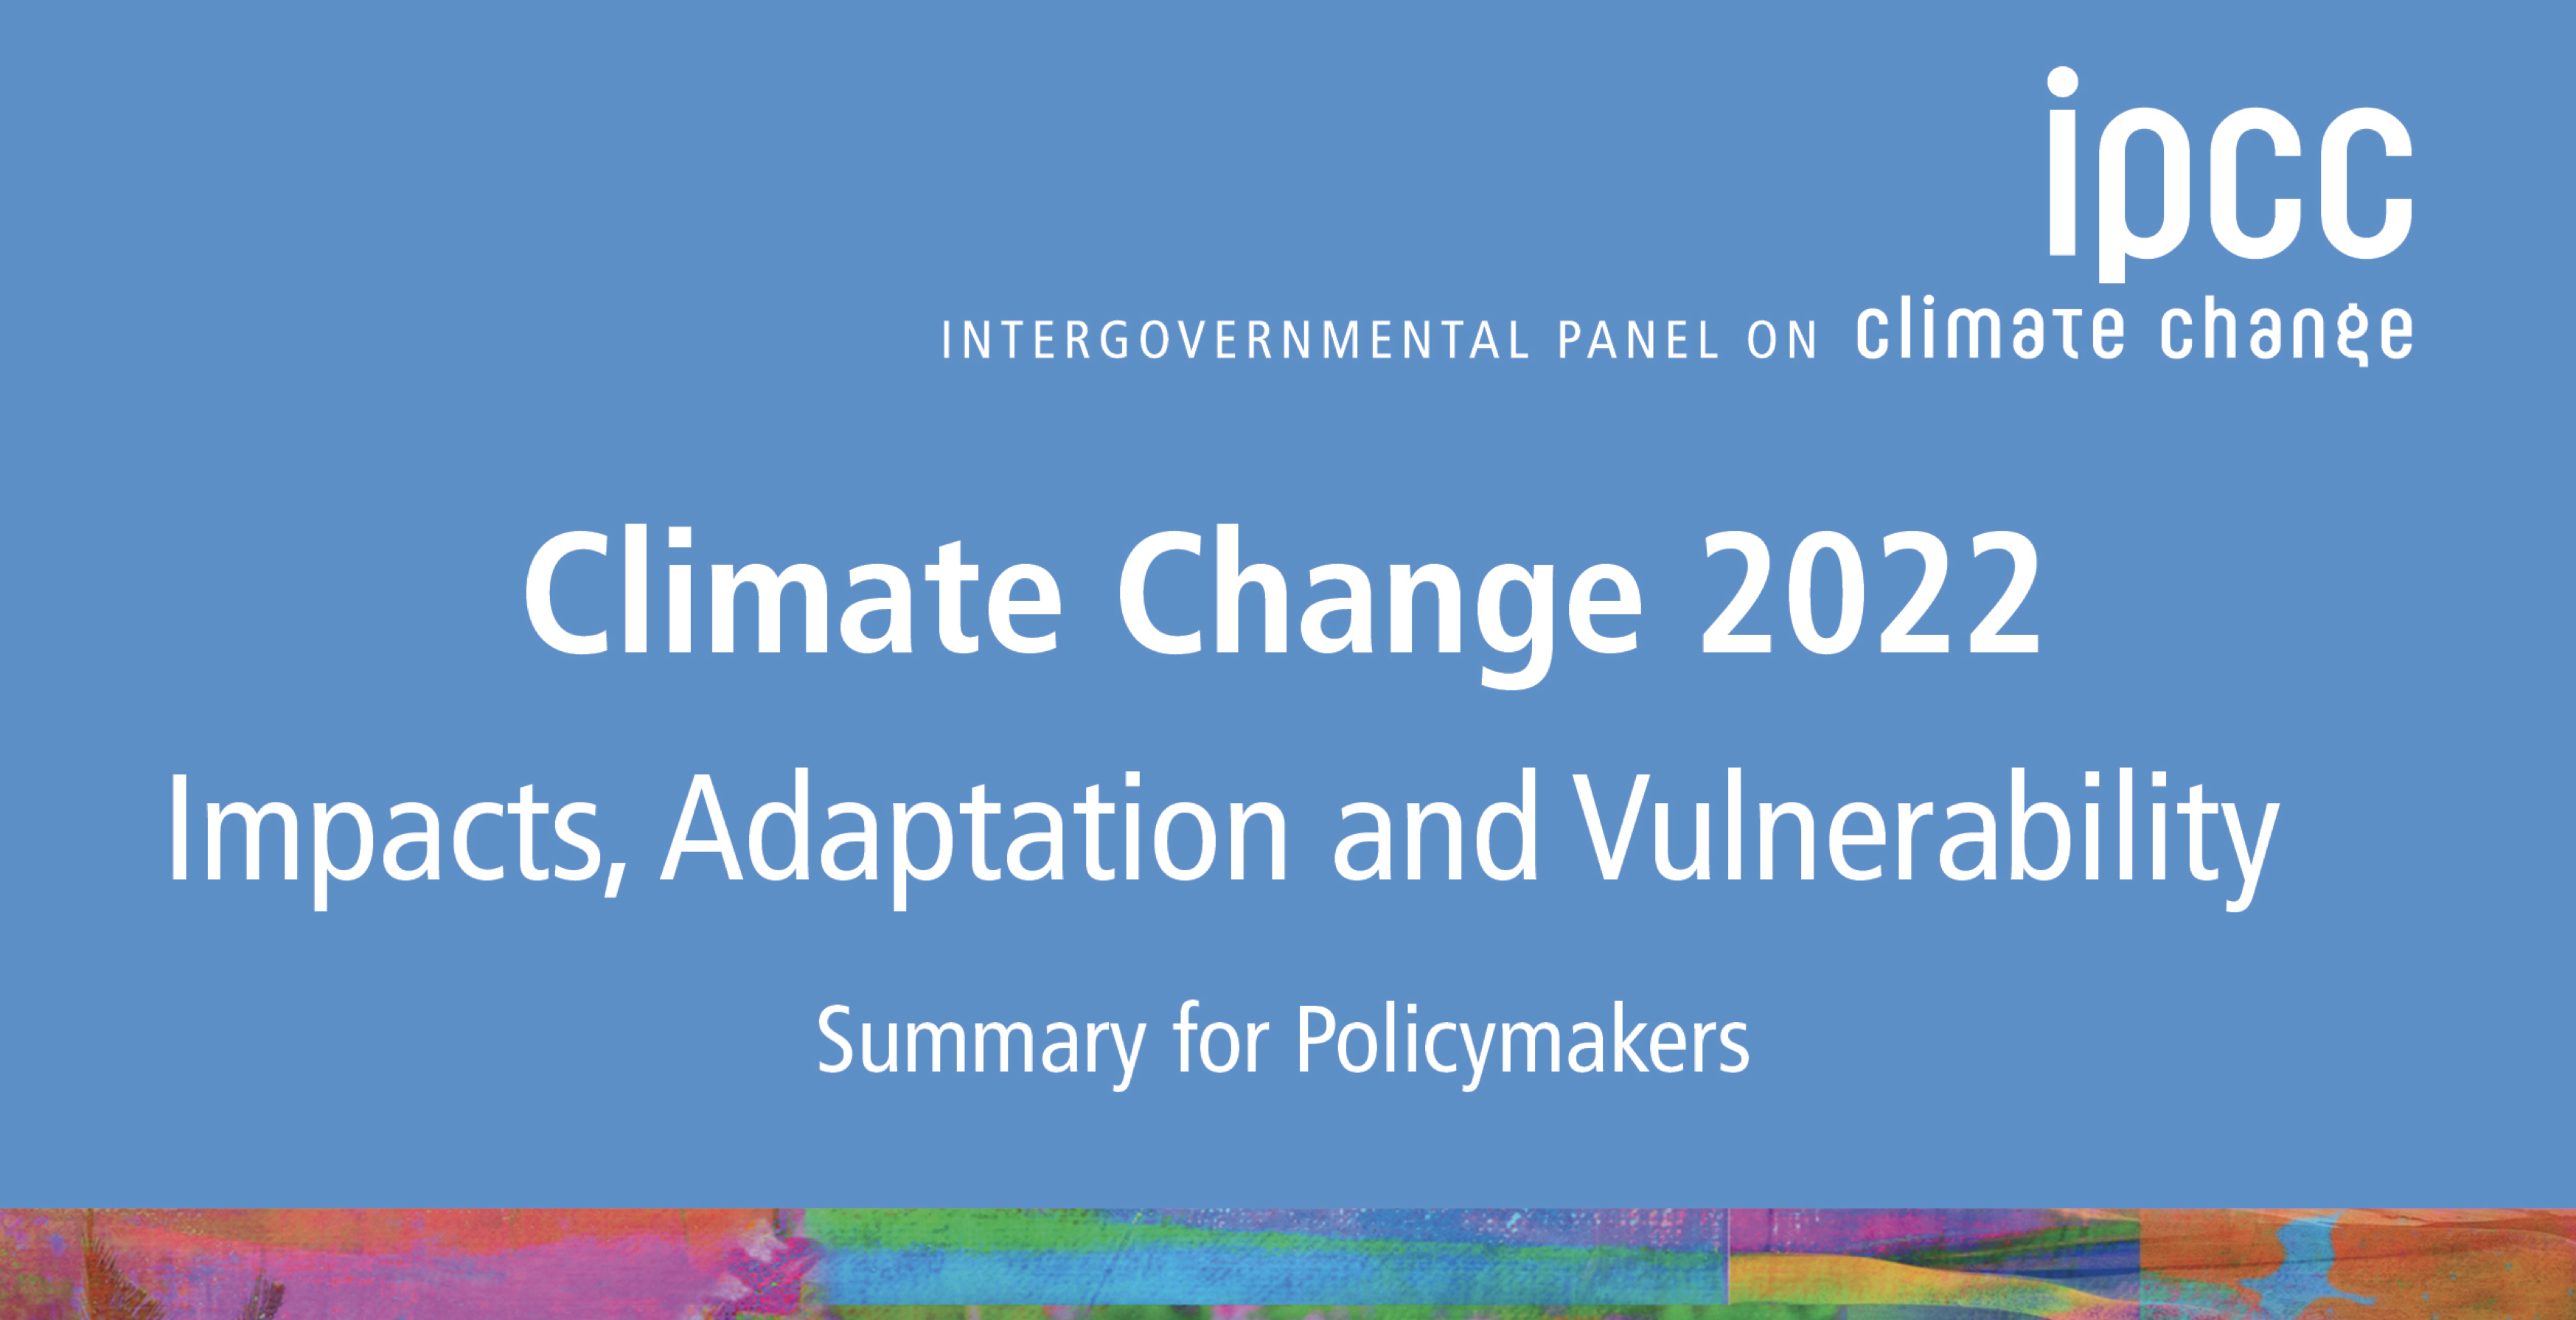 ipcc
INTERGOVERNMENTAL PANEL ON climate change
Climate Change 2022
Impacts, Adaptation and Vulnerability
Summary for Policymakers